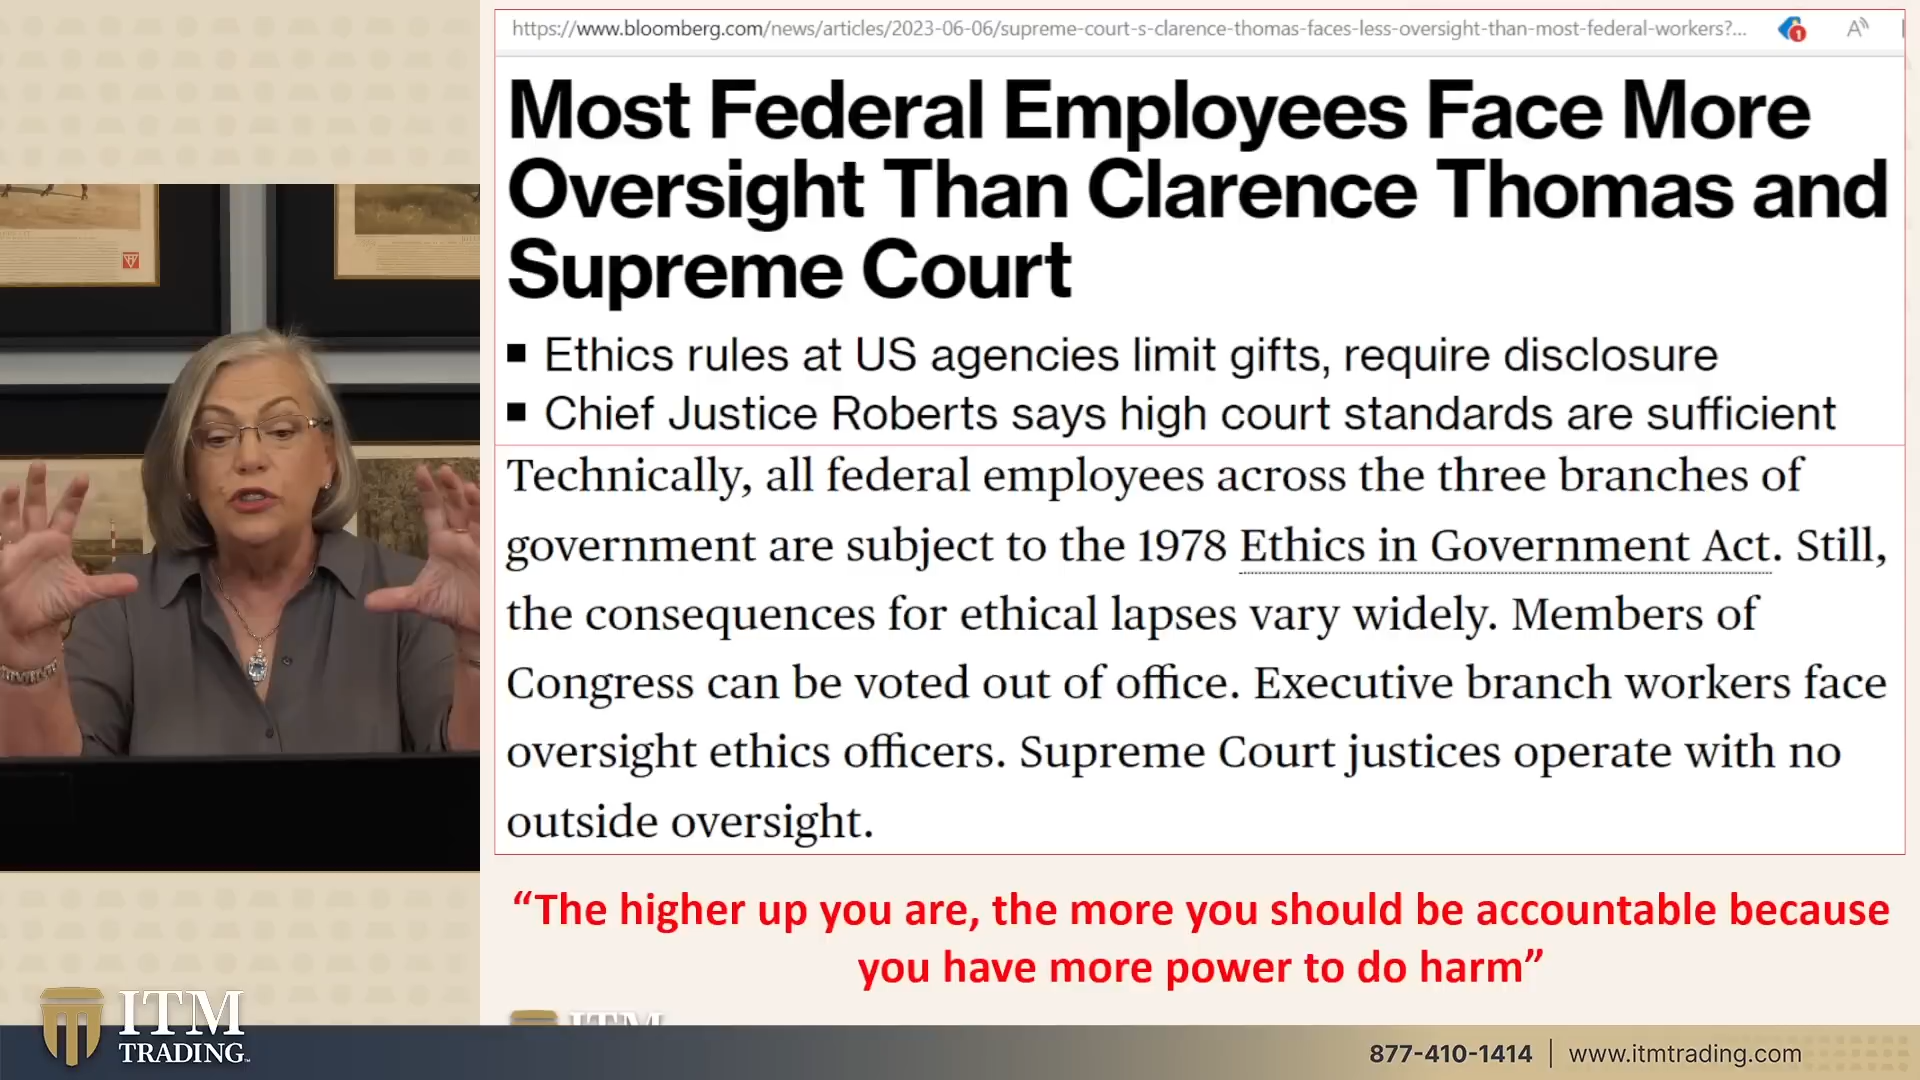 https://www.bloomberg.com/news/articles/2023-06-06/supreme-court-s-clarence-thomas-faces-less-oversight-than-most-federal-workers?...
Most Federal Employees Face More
Oversight Than Clarence Thomas and
Supreme Court
■ Ethics rules at US agencies limit gifts, require disclosure
■ Chief Justice Roberts says high court standards are sufficient
Technically, all federal employees across the three branches of
government are subject to the 1978 Ethics in Government Act. Still,
the consequences for ethical lapses vary widely. Members of
Congress can be voted out of office. Executive branch workers face
oversight ethics officers. Supreme Court justices operate with no
outside oversight.
“The higher up you are, the more you should be accountable because
you have more power to do harm”
ITM
ITM
TRADING
877-410-1414 | www.itmtrading.com